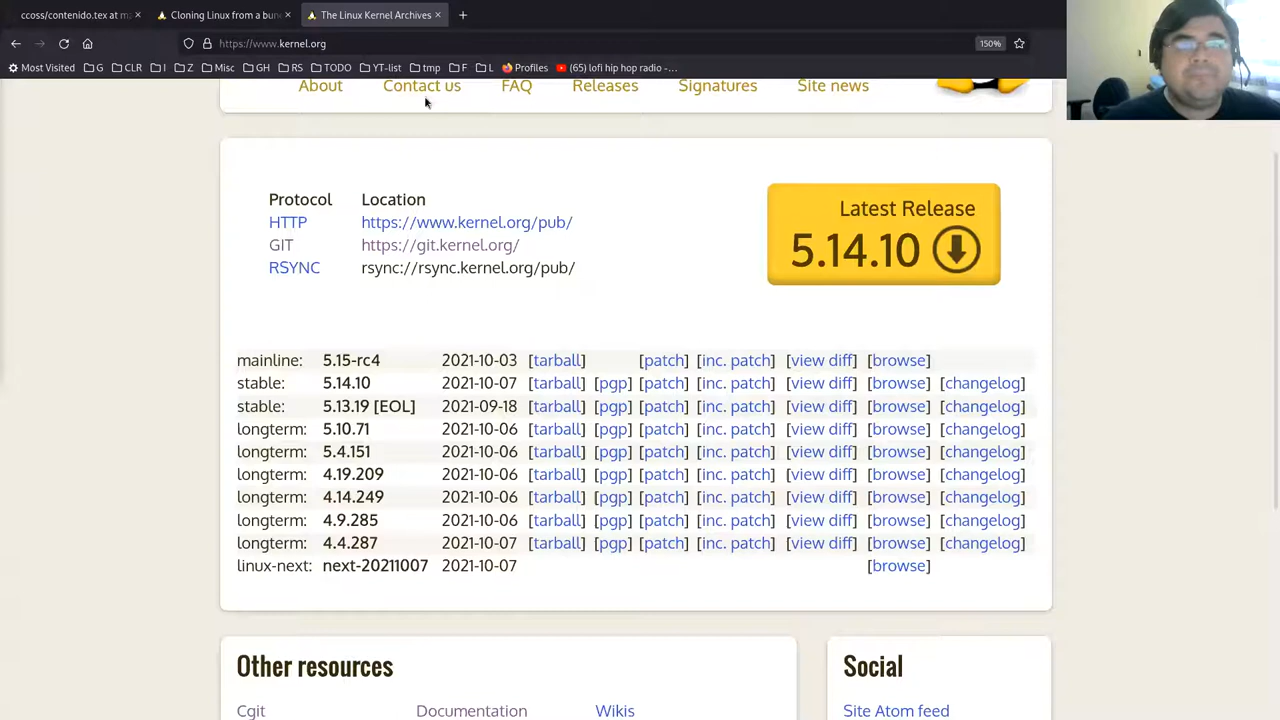 ccoss/contenido.tex at m
Cloning Linux from a bun
The Linux Kernel Archives
https://www.kernel.org
150%
Most Visited G CLR I Z Misc GH RS TODO YT-list tmp F L Profiles (65) lofi hip hop radio -...
About Contact us FAQ Releases Signatures Site news
Protocol Location
HTTP https://www.kernel.org/pub/
GIT https://git.kernel.org/
RSYNC rsync://rsync.kernel.org/pub/
Latest Release
5.14.10
mainline: 5.15-rc4 2021-10-03 [tarball] [patch] [inc. patch] [view diff] [browse]
stable: 5.14.10 2021-10-07 [tarball] [pgp] [patch] [inc. patch] [view diff] [browse] [changelog]
stable: 5.13.19 [EOL] 2021-09-18 [tarball] [pgp] [patch] [inc. patch] [view diff] [browse] [changelog]
longterm: 5.10.71 2021-10-06 [tarball] [pgp] [patch] [inc. patch] [view diff] [browse] [changelog]
longterm: 5.4.151 2021-10-06 [tarball] [pgp] [patch] [inc. patch] [view diff] [browse] [changelog]
longterm: 4.19.209 2021-10-06 [tarball] [pgp] [patch] [inc. patch] [view diff] [browse] [changelog]
longterm: 4.14.249 2021-10-06 [tarball] [pgp] [patch] [inc. patch] [view diff] [browse] [changelog]
longterm: 4.9.285 2021-10-06 [tarball] [pgp] [patch] [inc. patch] [view diff] [browse] [changelog]
longterm: 4.4.287 2021-10-07 [tarball] [pgp] [patch] [inc. patch] [view diff] [browse] [changelog]
linux-next: next-20211007 2021-10-07 [browse]
Other resources
Cgit Documentation Wikis
Social
Site Atom feed